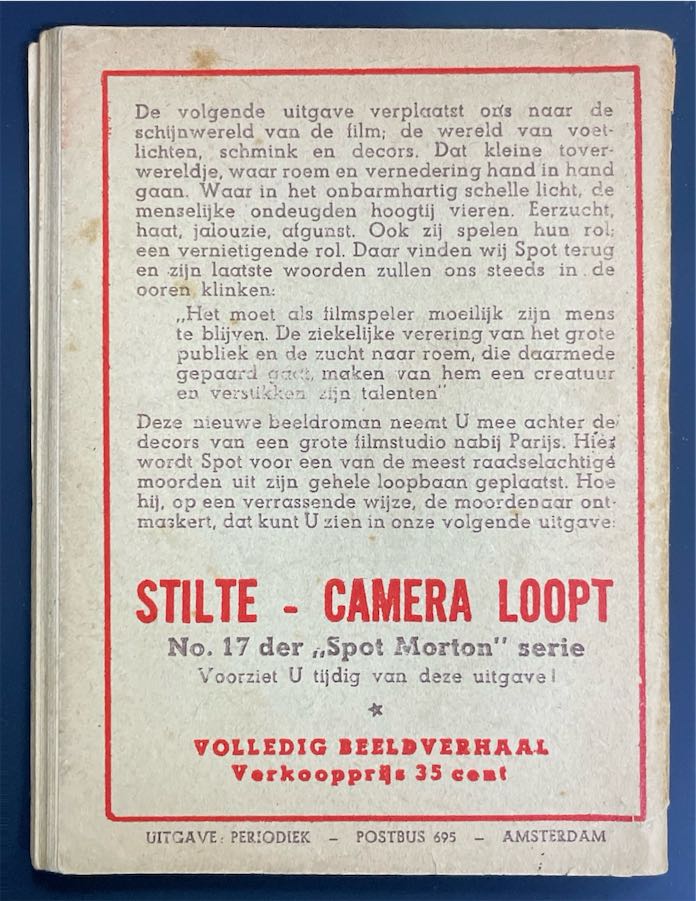 De volgende uitgave verplaatst ons naar de
schijnwereld van de film; de wereld van voet-
lichten, schmink en decors. Dat kleine tover-
wereldje, waar roem en vernedering hand in hand
gaan. Waar in het onbarmhartig schelle licht, de
menselijke ondeugden hoogtij vieren. Eerzucht,
haat, jalouzie, afgunst. Ook zij spelen hun rol;
een vernietigende rol. Daar vinden wij Spot terug
en zijn laatste woorden zullen ons steeds in de
ooren klinken:
„Het moet als filmspeler moeilijk zijn mens
te blijven. De ziekelijke verering van het grote
publiek en de zucht naar roem, die daarmede
gepaard gaat, maken van hem een creatuur
en verstikken zijn talenten"
Deze nieuwe beeldroman neemt U mee achter de
decors van een grote filmstudio nabij Parijs. Hier
wordt Spot voor een van de meest raadselachtige
moorden uit zijn gehele loopbaan geplaatst. Hoe
hij, op een verrassende wijze, de moordenaar ont-
maskert, dat kunt U zien in onze volgende uitgave:
STILTE - CAMERA LOOPT
No. 17 der „Spot Morton" serie
Voorziet U tijdig van deze uitgave!
VOLLEDIG BEELDVERHAAL
Verkoopprijs 35 cent
UITGAVE: PERIODIEK - POSTBUS 695 - AMSTERDAM